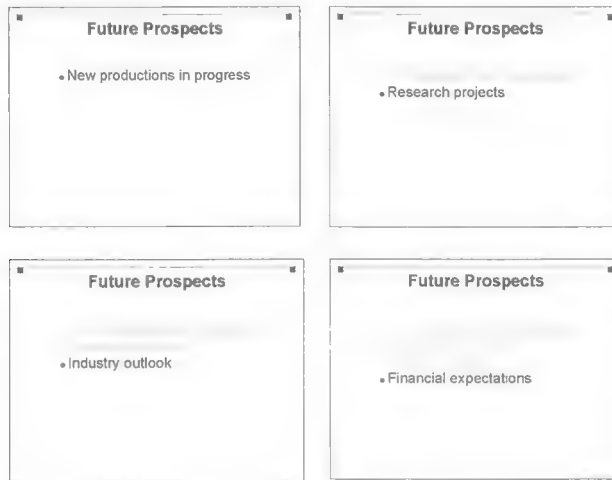 Future Prospects
• New productions in progress
Future Prospects
• Research projects
Future Prospects
• Industry outlook
Future Prospects
• Financial expectations